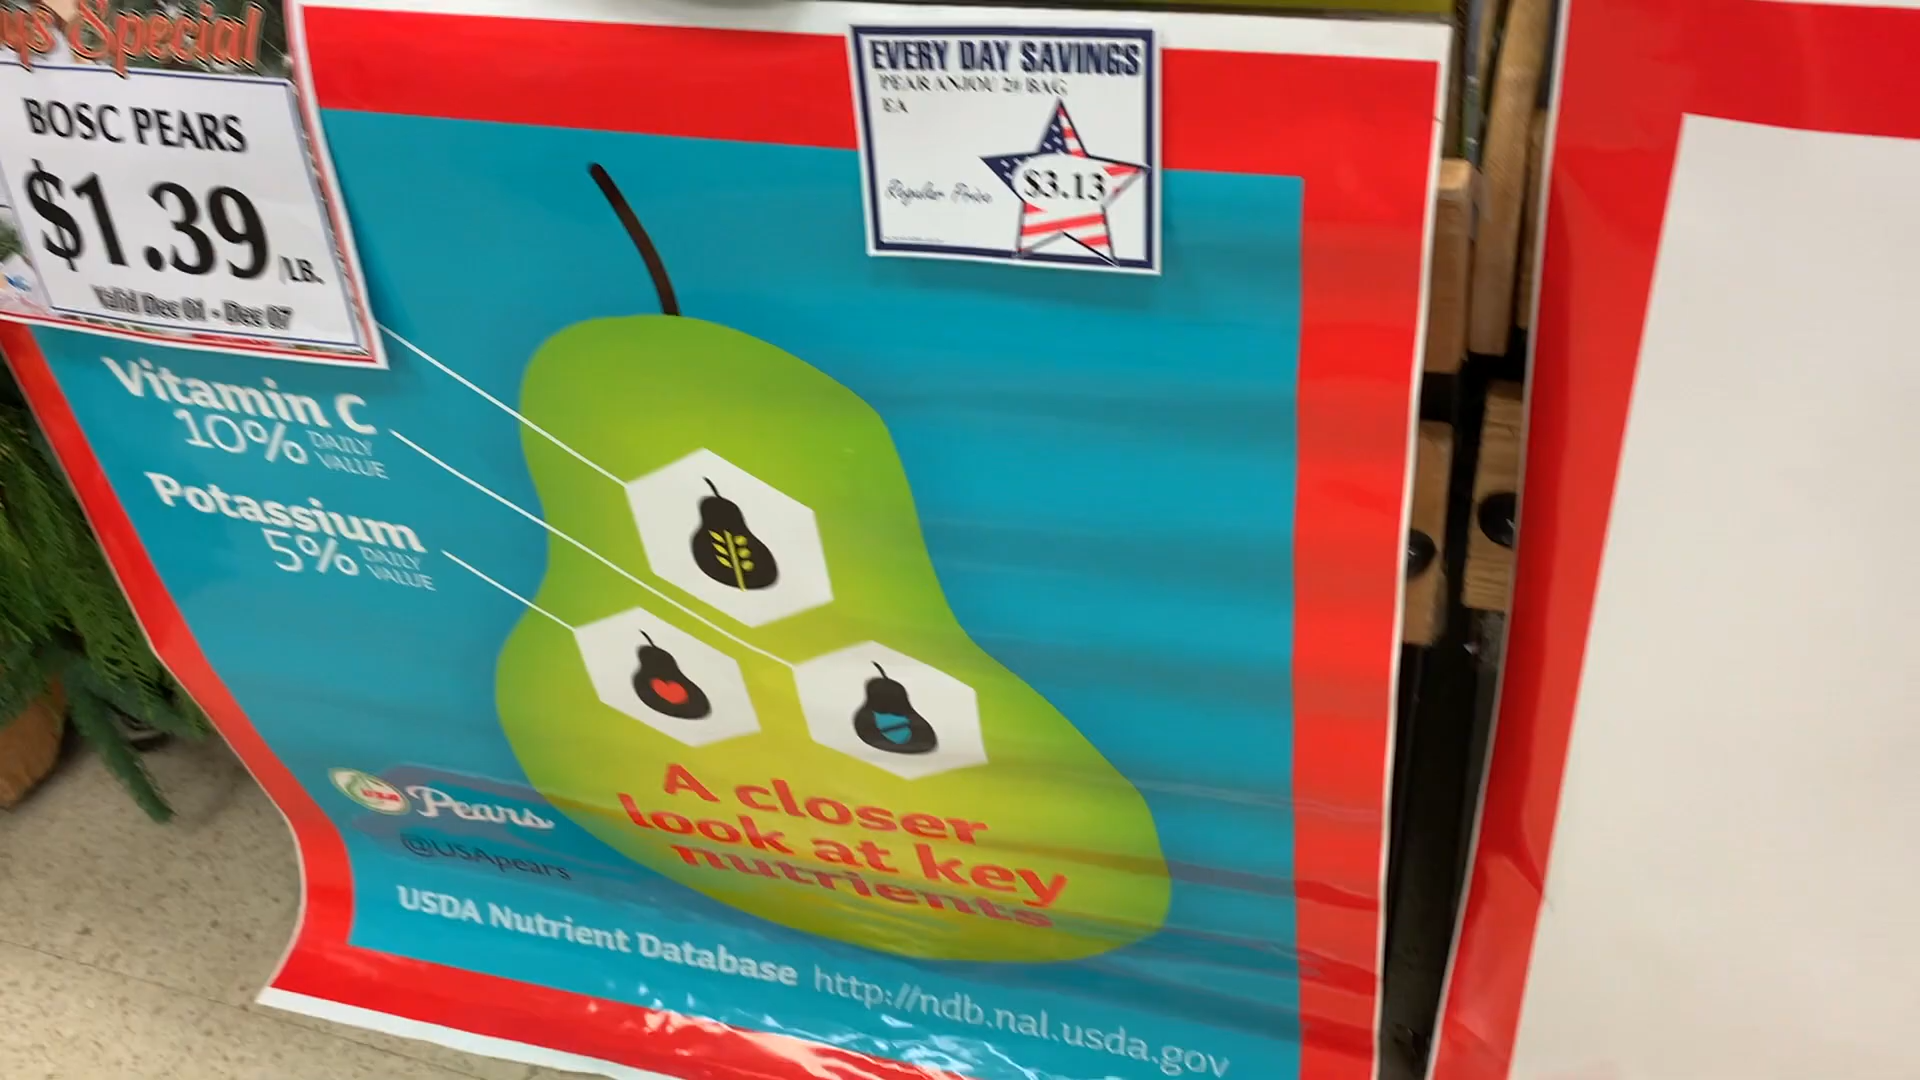 Special
BOSC PEARS
$1.39 /LB.
Valid Dec 01 - Dec 07
EVERY DAY SAVINGS
PEAR ANJOU 2# BAG
EA
Regular Price
$3.13
Vitamin C
10% DAILY VALUE
Potassium
5% DAILY VALUE
A closer
look at key
nutrients
USA Pears
@USApears
USDA Nutrient Database http://ndb.nal.usda.gov